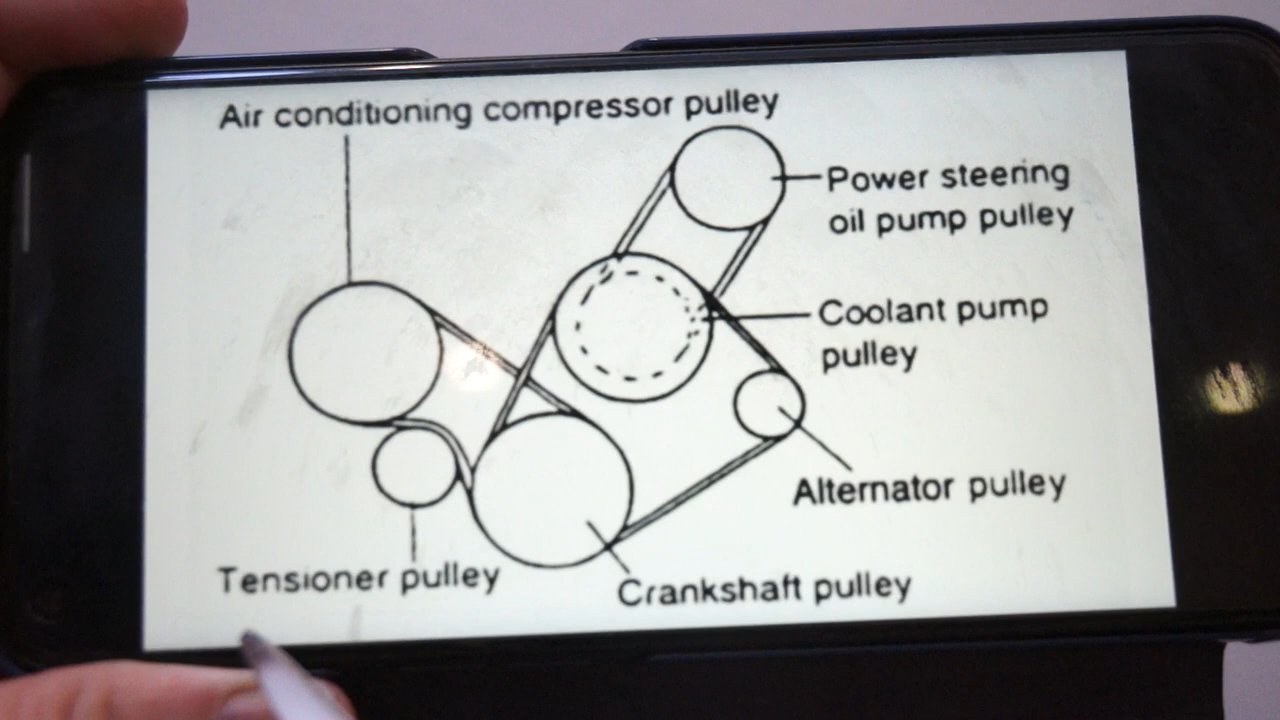 Air conditioning compressor pulley
Power steering
oil pump pulley
Coolant pump
pulley
Alternator pulley
Tensioner pulley
Crankshaft pulley